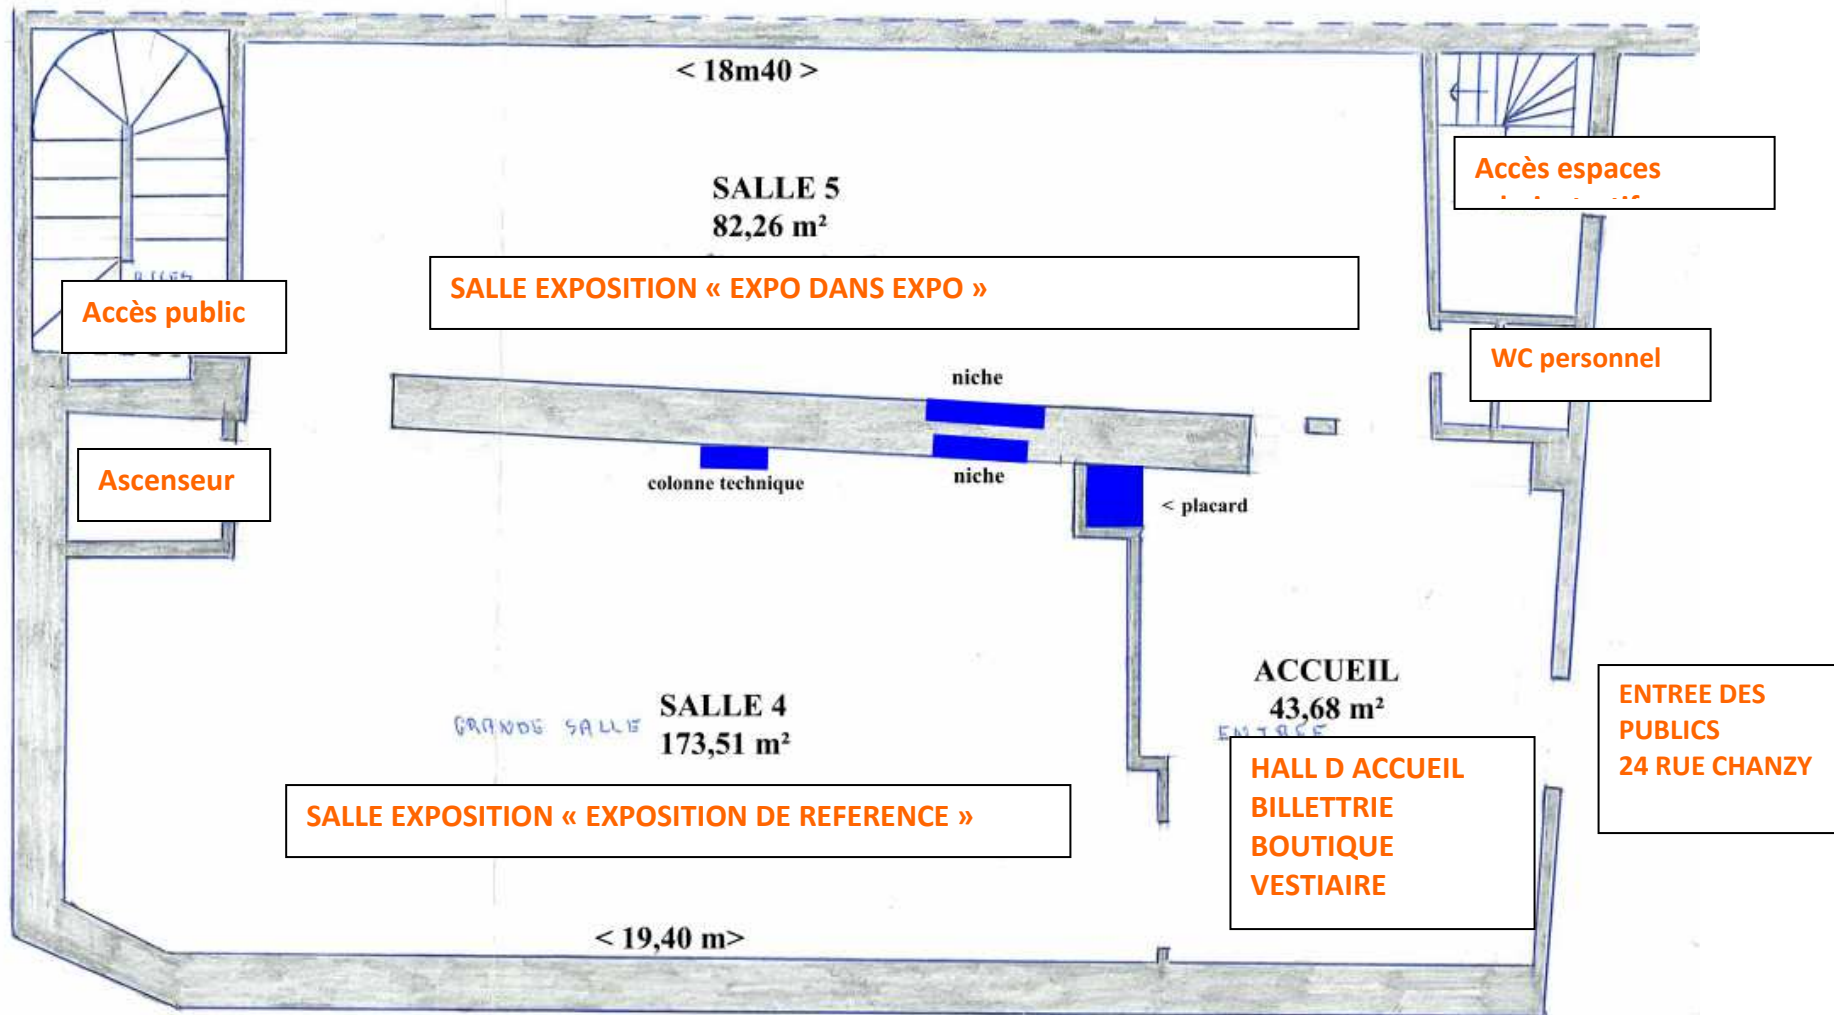 < 18m40 >
SALLE 5
82,26 m²
Accès espaces
SALLE EXPOSITION « EXPO DANS EXPO »
Accès public
WC personnel
niche
Ascenseur
colonne technique
niche
< placard
GRANDE SALLE
SALLE 4
173,51 m²
ACCUEIL
43,68 m²
ENTREE
ENTREE DES
PUBLICS
24 RUE CHANZY
HALL D ACCUEIL
BILLETTRIE
BOUTIQUE
VESTIAIRE
SALLE EXPOSITION « EXPOSITION DE REFERENCE »
< 19,40 m>